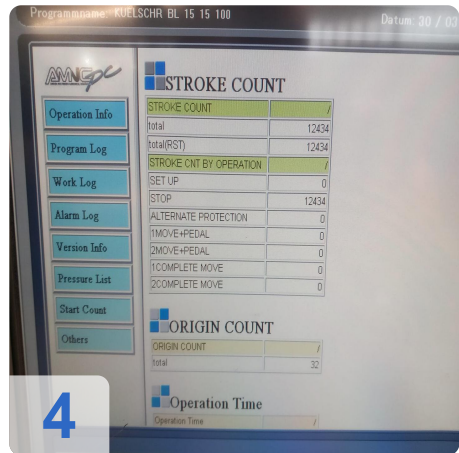 Programmname: KUELSCHR BL 15 15 100
Datum: 30 / 03
AMNCpc
STROKE COUNT
Operation Info
Program Log
Work Log
Alarm Log
Version Info
Pressure List
Start Count
Others
STROKE COUNT /
total 12434
total(RST) 12434
STROKE CNT BY OPERATION /
SET UP 0
STOP 12434
ALTERNATE PROTECTION 0
1MOVE+PEDAL 0
2MOVE+PEDAL 0
1COMPLETE MOVE 0
2COMPLETE MOVE 0
ORIGIN COUNT
ORIGIN COUNT /
total 32
Operation Time
Operation Time /
4